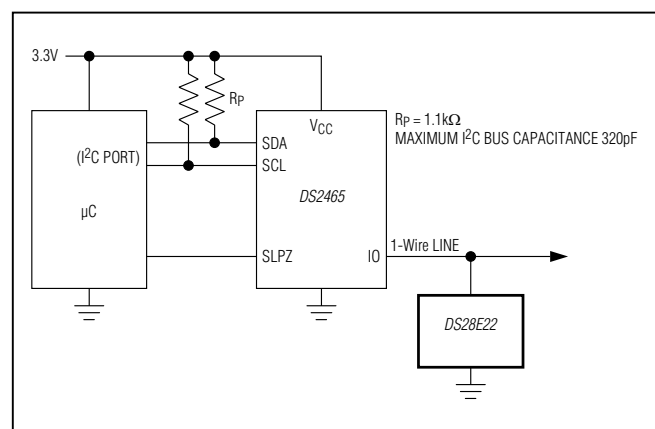 3.3V
RP
VCC
RP = 1.1kΩ
MAXIMUM I²C BUS CAPACITANCE 320pF
(I²C PORT)
SDA
SCL
DS2465
µC
SLPZ
IO
1-Wire LINE
DS28E22